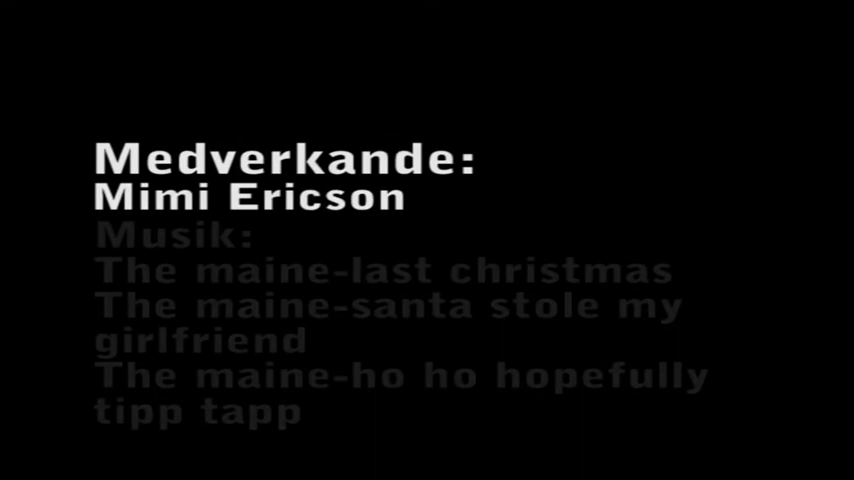 Medverkande:
Mimi Ericson
Musik:
The maine-last christmas
The maine-santa stole my
girlfriend
The maine-ho ho hopefully
tipp tapp